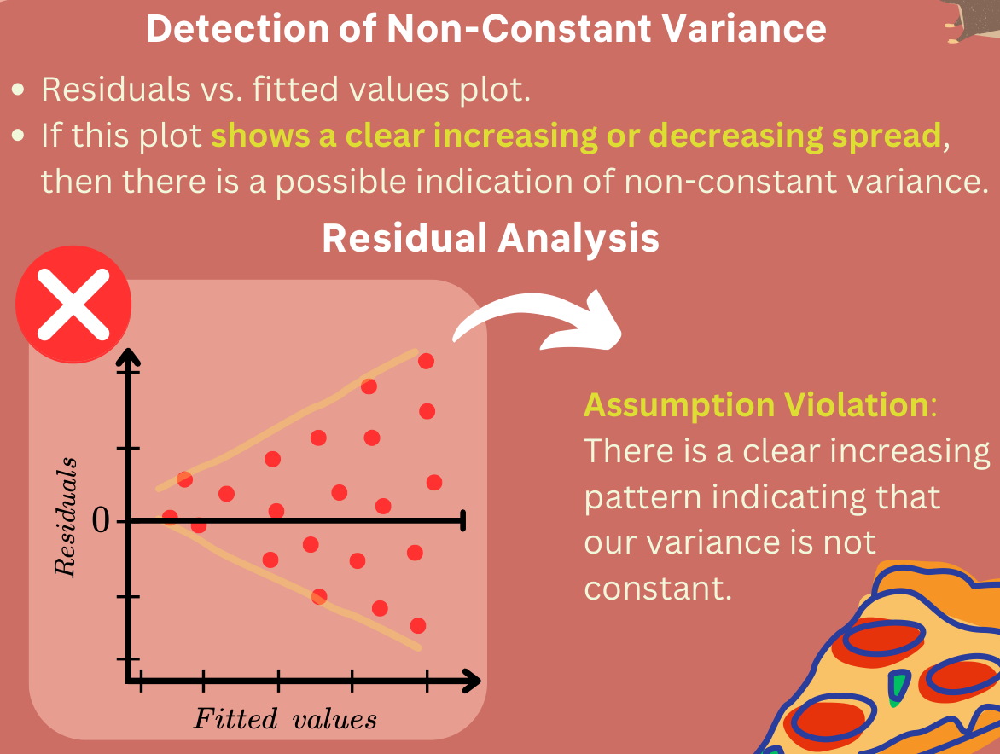 Detection of Non-Constant Variance
• Residuals vs. fitted values plot.
• If this plot shows a clear increasing or decreasing spread,
then there is a possible indication of non-constant variance.
Residual Analysis
Residuals
0
Fitted values
Assumption Violation:
There is a clear increasing
pattern indicating that
our variance is not
constant.